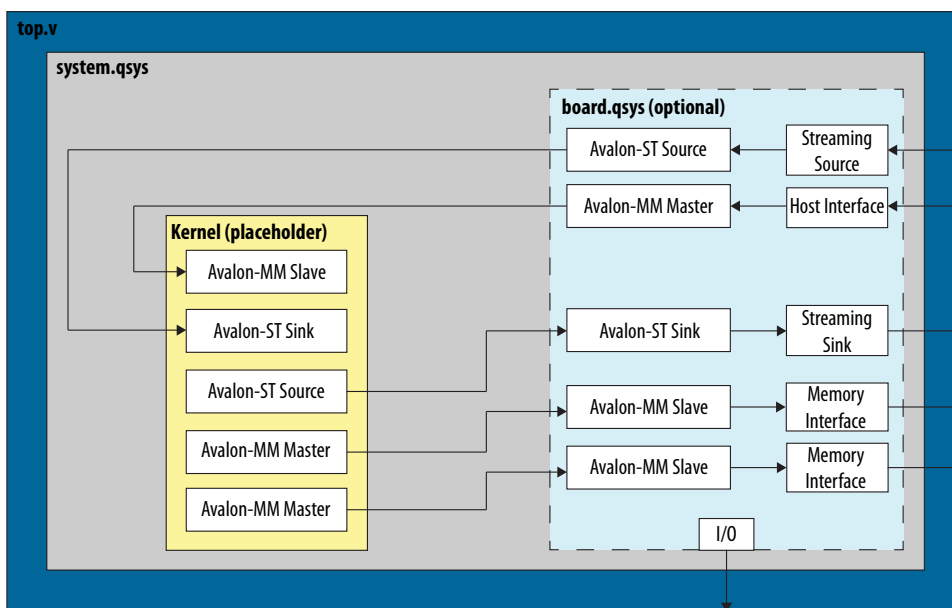 top.v
system.qsys
board.qsys (optional)
Avalon-ST Source
Streaming
Source
Avalon-MM Master
Host Interface
Kernel (placeholder)
Avalon-MM Slave
Avalon-ST Sink
Avalon-ST Source
Avalon-MM Master
Avalon-MM Master
Avalon-ST Sink
Streaming
Sink
Avalon-MM Slave
Memory
Interface
Avalon-MM Slave
Memory
Interface
I/O